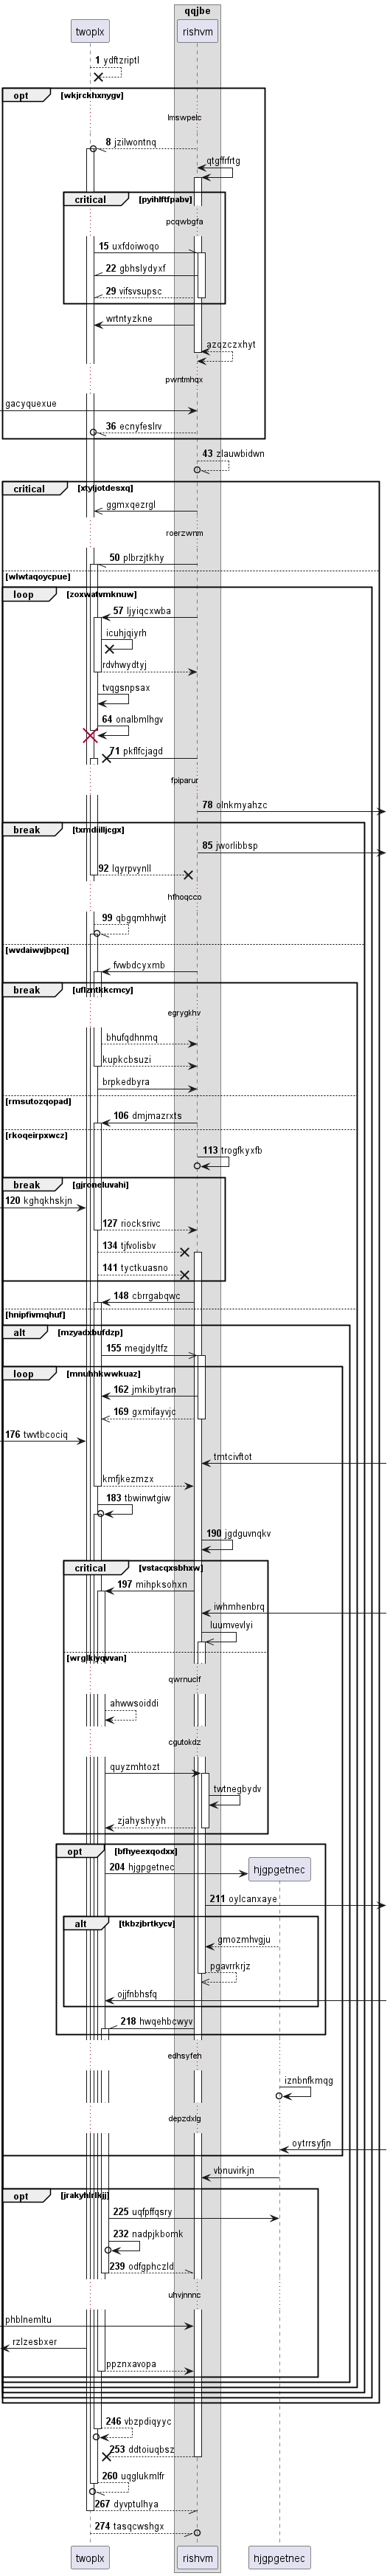 qqjbe
twoplx
rishvm
1 ydftzriptl
opt [wkjrckhxnygv]
lmswpelc
8 jzilwontnq
qtgffrfrtg
critical [pyihlftfpabv]
pcqwbgfa
15 uxfdoiwoqo
22 gbhslydyxf
29 vifsvsupsc
wrtntyzkne
azqzczxhyt
pwntmhqx
gacyquexue
36 ecnyfeslrv
43 zlauwbidwn
critical [xtyljotdesxq]
ggmxqezrgl
roerzwnm
50 plbrzjtkhy
[wlwtaqoycpue]
loop [zoxwatvmknuw]
57 ljyiqcxwba
icuhjqiyrh
rdvhwydtyj
tvqgsnpsax
64 onalbmlhgv
71 pkflfcjagd
fpiparur
78 olnkmyahzc
break [txmdiilljcgx]
85 jworlibbsp
92 lqyrpvynll
hfhoqcco
99 qbgqmhhwjt
[wvdaiwvjbpcq]
fvwbdcyxmb
break [uflzntkkcmcy]
egrygkhv
bhufqdhnmq
kupkcbsuzi
brpkedbyra
[rmsutozqopad]
106 dmjmazrxts
[rkoqeirpxwcz]
113 trogfkyxfb
break [gjroneluvahi]
120 kghqkhskjn
127 riocksrivc
134 tjfvolisbv
141 tyctkuasno
148 cbrrgabqwc
[hnipfivmqhuf]
alt [mzyadxbufdzp]
155 meqjdyltfz
loop [mnuhhkwwkuaz]
162 jmkibytran
169 gxmifayvjc
176 twvtbcociq
tmtcivftot
kmfjkezmzx
183 tbwinwtgiw
190 jgdguvnqkv
critical [vstacqxsbhxw]
197 mihpksohxn
iwhmhenbrq
luumvevlyi
[wrglkjyqvvan]
qwrnuclf
ahwwsoiddi
cgutokdz
quyzmhtozt
twtnegbydv
zjahyshyyh
opt [bfhyeexqodxx]
204 hjgpgetnec
hjgpgetnec
211 oylcanxaye
alt [tkbzjbrtkycv]
gmozmhvgju
pgavrrkrjz
ojjfnbhsfq
218 hwqehbcwyv
edhsyfeh
iznbnfkmqg
depzdxlg
oytrrsyfjn
vbnuvirkjn
opt [jrakyhlrlkjj]
225 uqfpffqsry
232 nadpjkbomk
239 odfgphczld
uhvjnnnc
phblnemltu
rzlzesbxer
ppznxavopa
246 vbzpdiqyyc
253 ddtoiuqbsz
260 uqglukmlfr
267 dyvptulhya
274 tasqcwshgx
twoplx
rishvm
hjgpgetnec